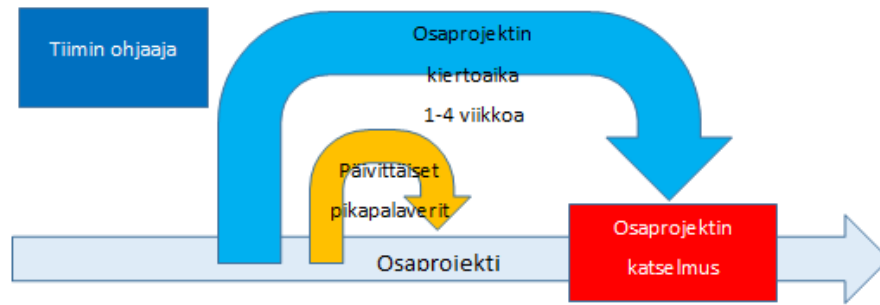 Tiimin ohjaaja
Osaprojektin
kiertoaika
1-4 viikkoa
Päivittäiset
pikapalaverit
Osaprojekti
Osaprojektin
katselmus